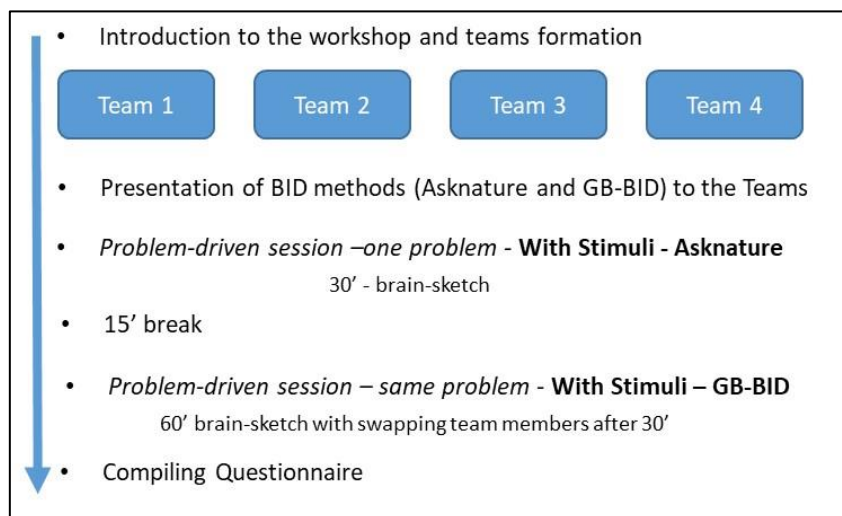 • Introduction to the workshop and teams formation
Team 1 Team 2 Team 3 Team 4
• Presentation of BID methods (Asknature and GB-BID) to the Teams
• Problem-driven session –one problem - With Stimuli - Asknature
30’ - brain-sketch
• 15’ break
• Problem-driven session – same problem - With Stimuli – GB-BID
60’ brain-sketch with swapping team members after 30’
• Compiling Questionnaire